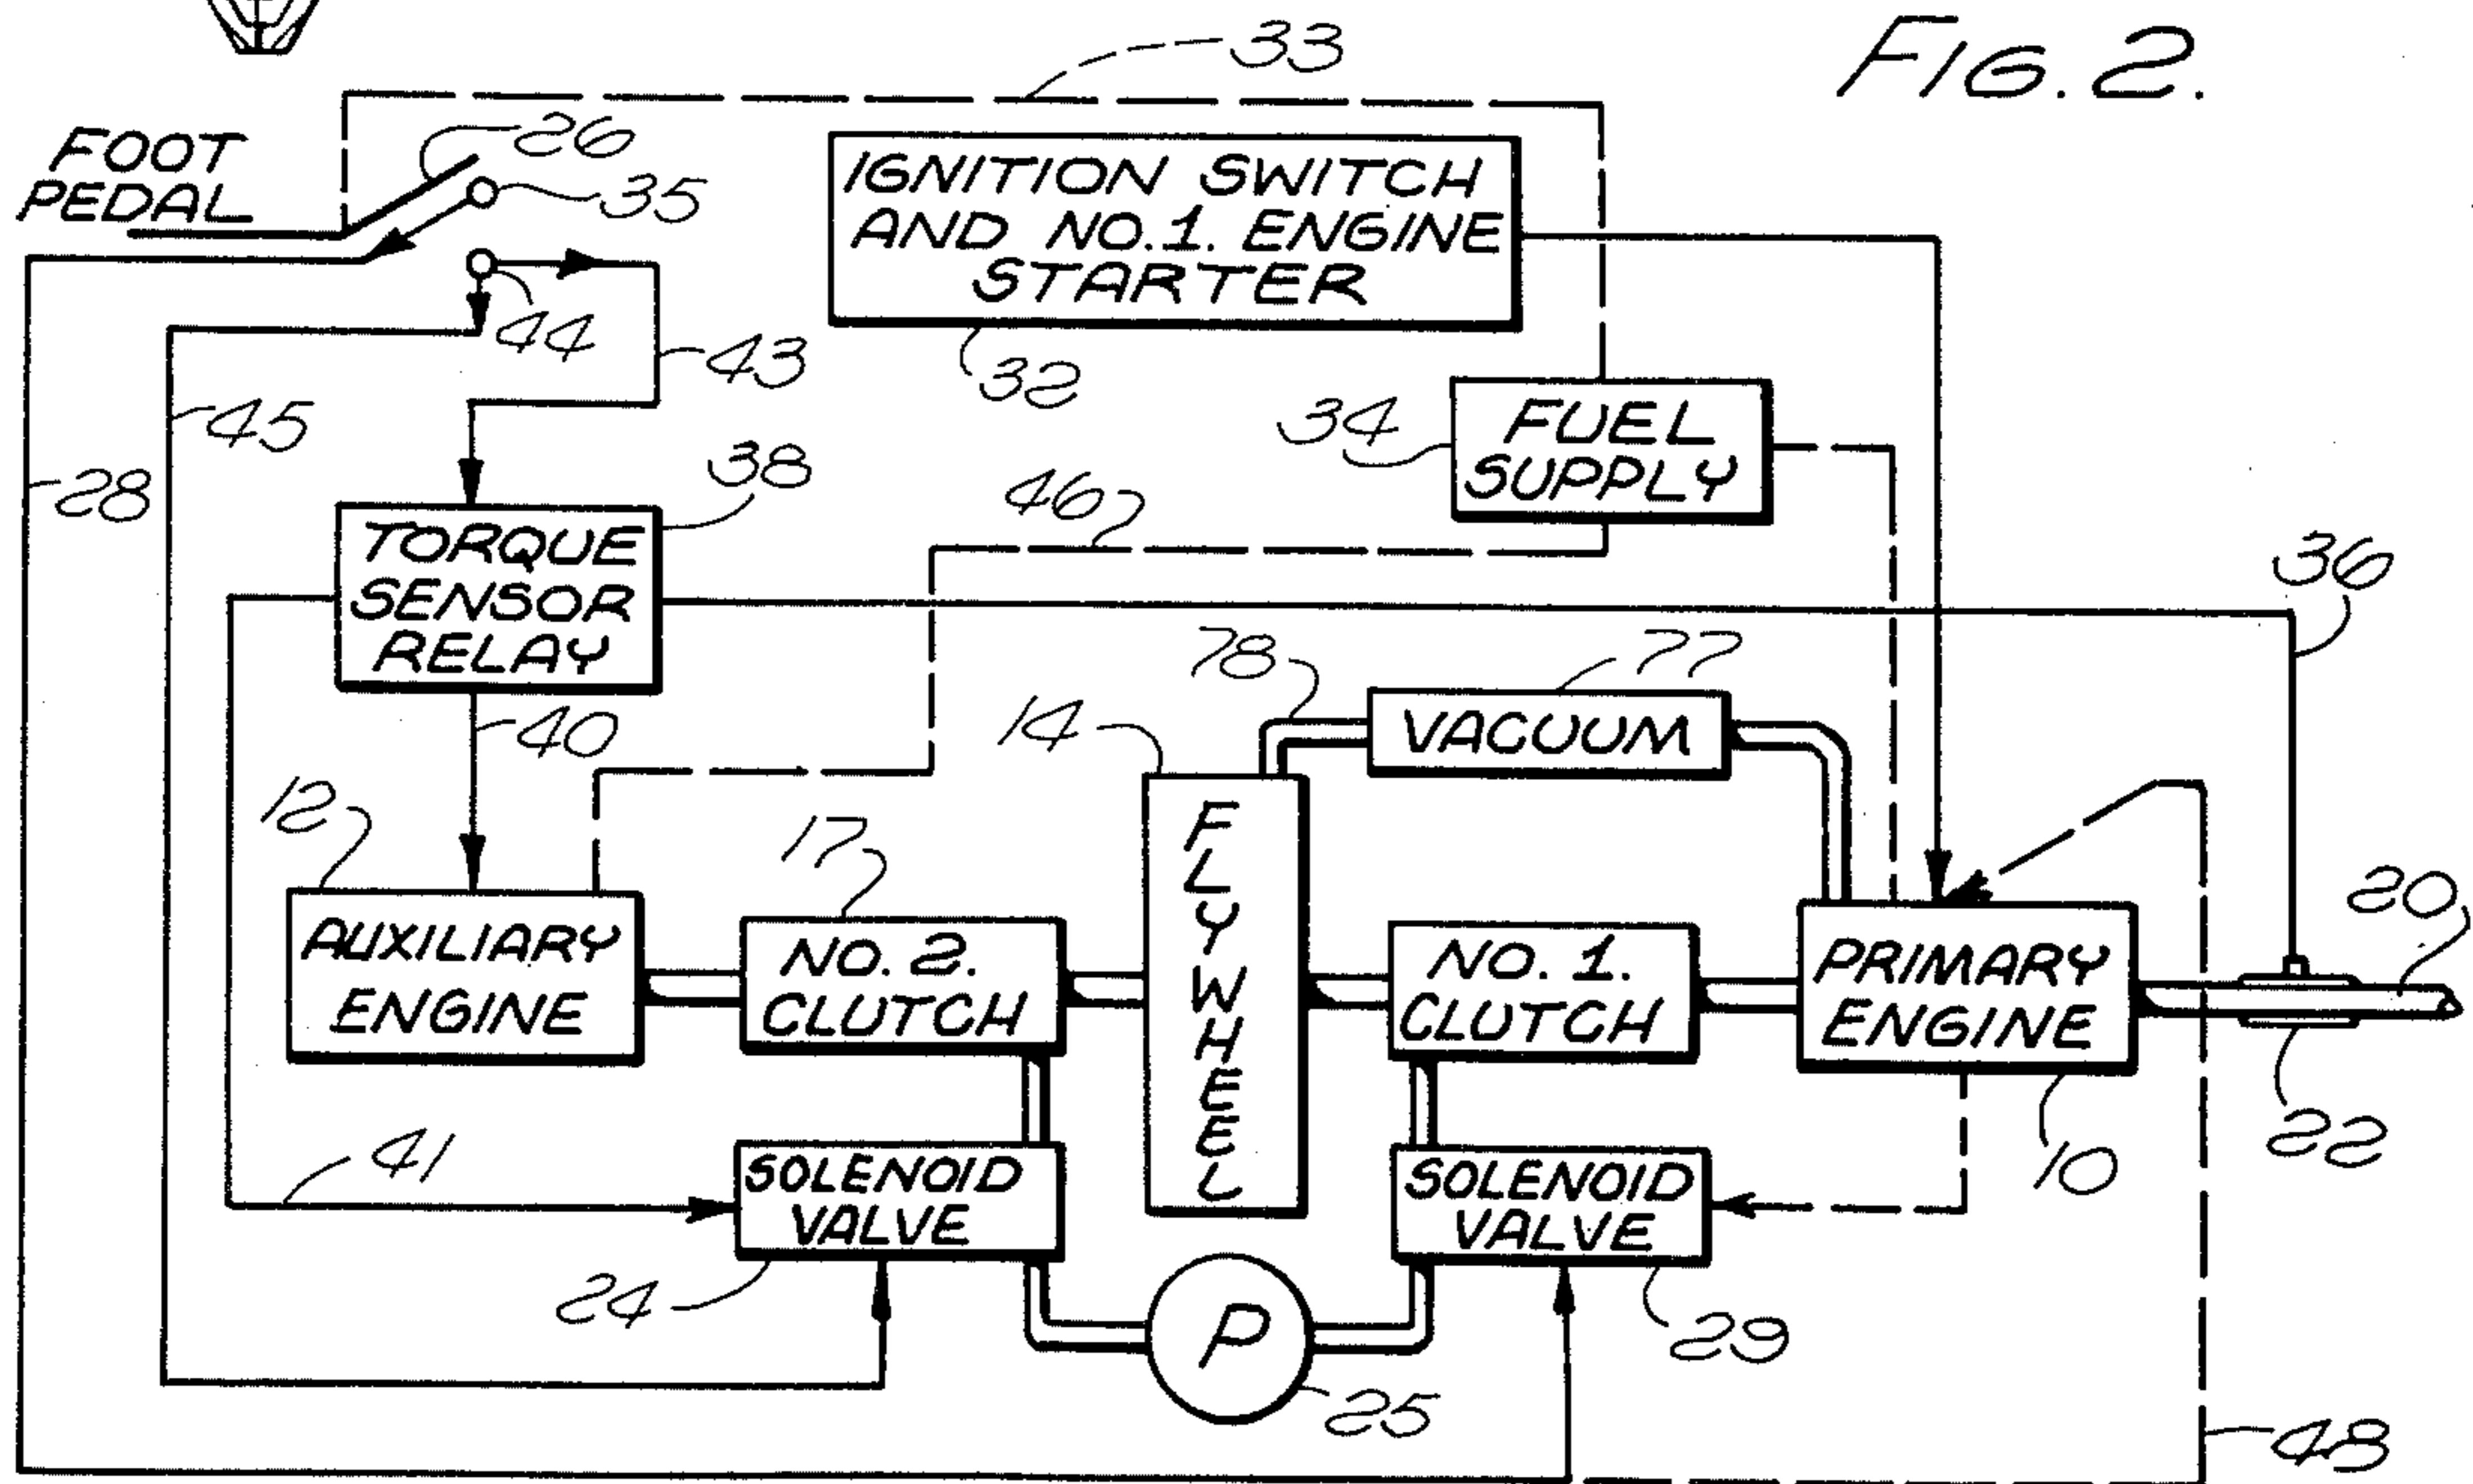 FIG. 2.
33
FOOT
PEDAL
26
35
IGNITION SWITCH
AND NO. 1. ENGINE
STARTER
32
44
43
45
28
38
34
FUEL
SUPPLY
46
36
TORQUE
SENSOR
RELAY
40
78
77
VACUUM
14
12
17
20
AUXILIARY
ENGINE
NO. 2.
CLUTCH
FLYWHEEL
NO. 1.
CLUTCH
PRIMARY
ENGINE
22
10
41
SOLENOID
VALVE
SOLENOID
VALVE
24
29
P
25
48